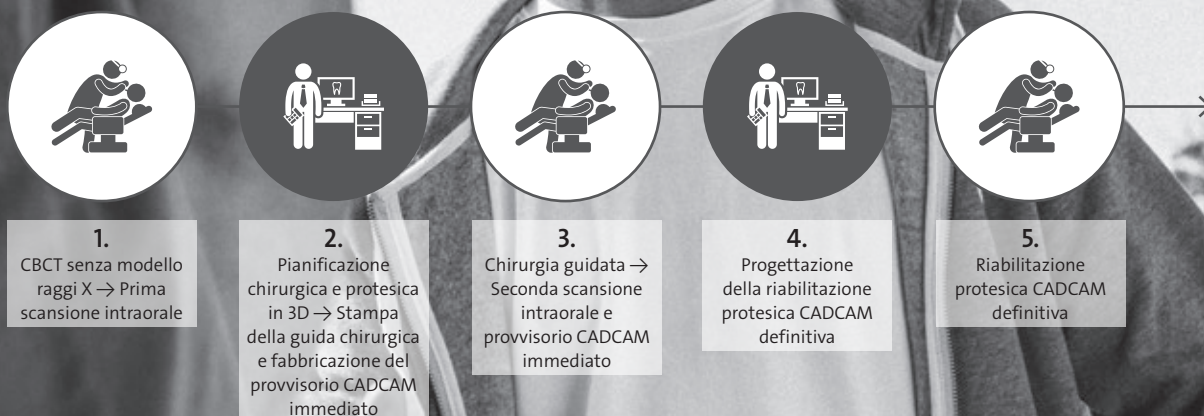 1.
CBCT senza modello
raggi X → Prima
scansione intraorale
2.
Pianificazione
chirurgica e protesica
in 3D → Stampa
della guida chirurgica
e fabbricazione del
provvisorio CADCAM
immediato
3.
Chirurgia guidata →
Seconda scansione
intraorale e
provvisorio CADCAM
immediato
4.
Progettazione
della riabilitazione
protesica CADCAM
definitiva
5.
Riabilitazione
protesica CADCAM
definitiva